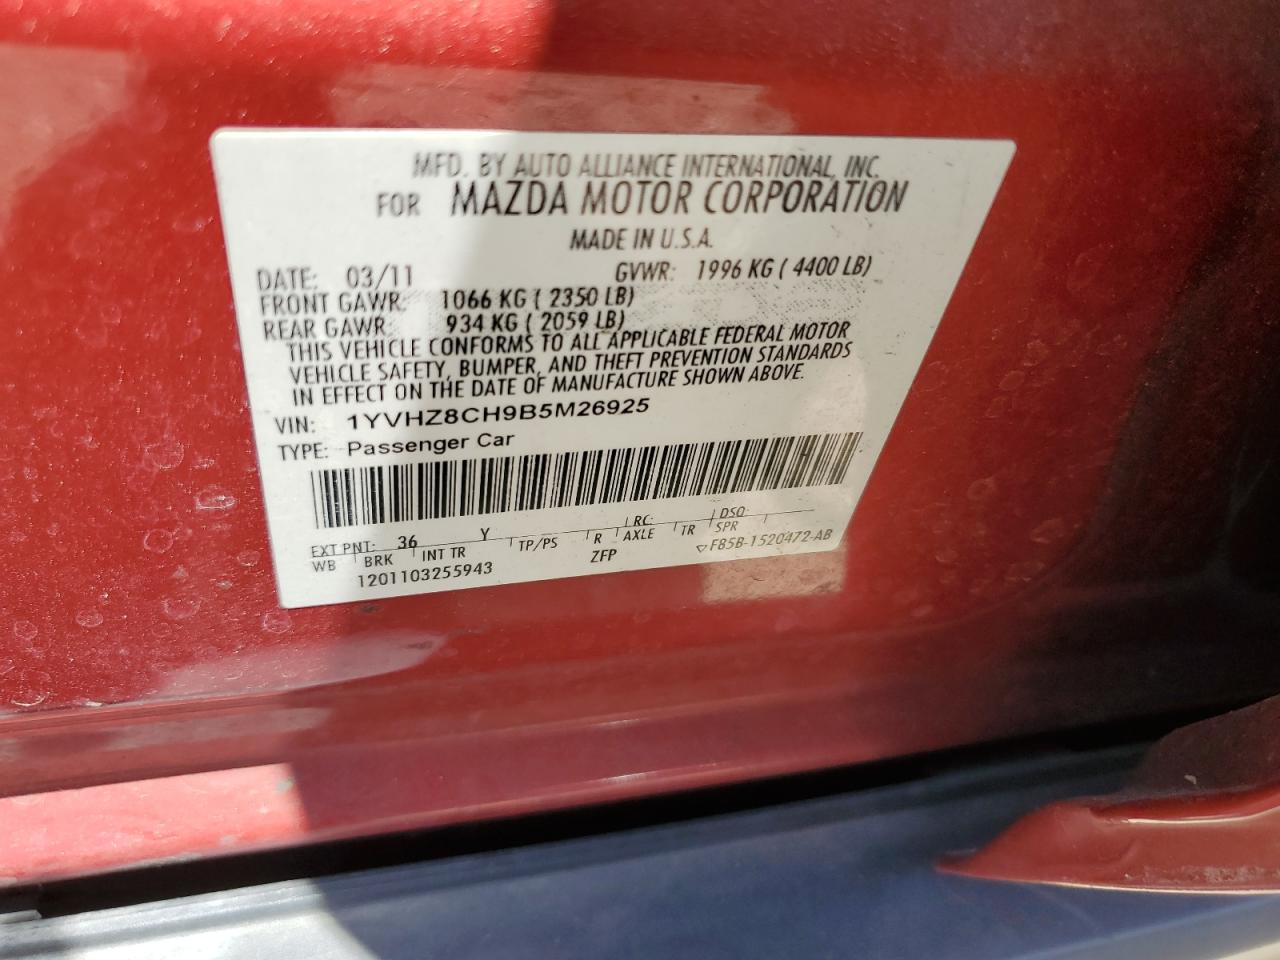 MFD. BY AUTO ALLIANCE INTERNATIONAL, INC.
FOR MAZDA MOTOR CORPORATION
MADE IN U.S.A.
DATE: 03/11 GVWR: 1996 KG ( 4400 LB)
FRONT GAWR: 1066 KG ( 2350 LB)
REAR GAWR: 934 KG ( 2059 LB)
THIS VEHICLE CONFORMS TO ALL APPLICABLE FEDERAL MOTOR
VEHICLE SAFETY, BUMPER, AND THEFT PREVENTION STANDARDS
IN EFFECT ON THE DATE OF MANUFACTURE SHOWN ABOVE.
VIN: 1YVHZ8CH9B5M26925
TYPE: Passenger Car
EXT PNT: 36 Y RC: DSO:
WB BRK INT TR TP/PS R AXLE TR SPR
ZFP ▽F85B-1520472-AB
1201103255943